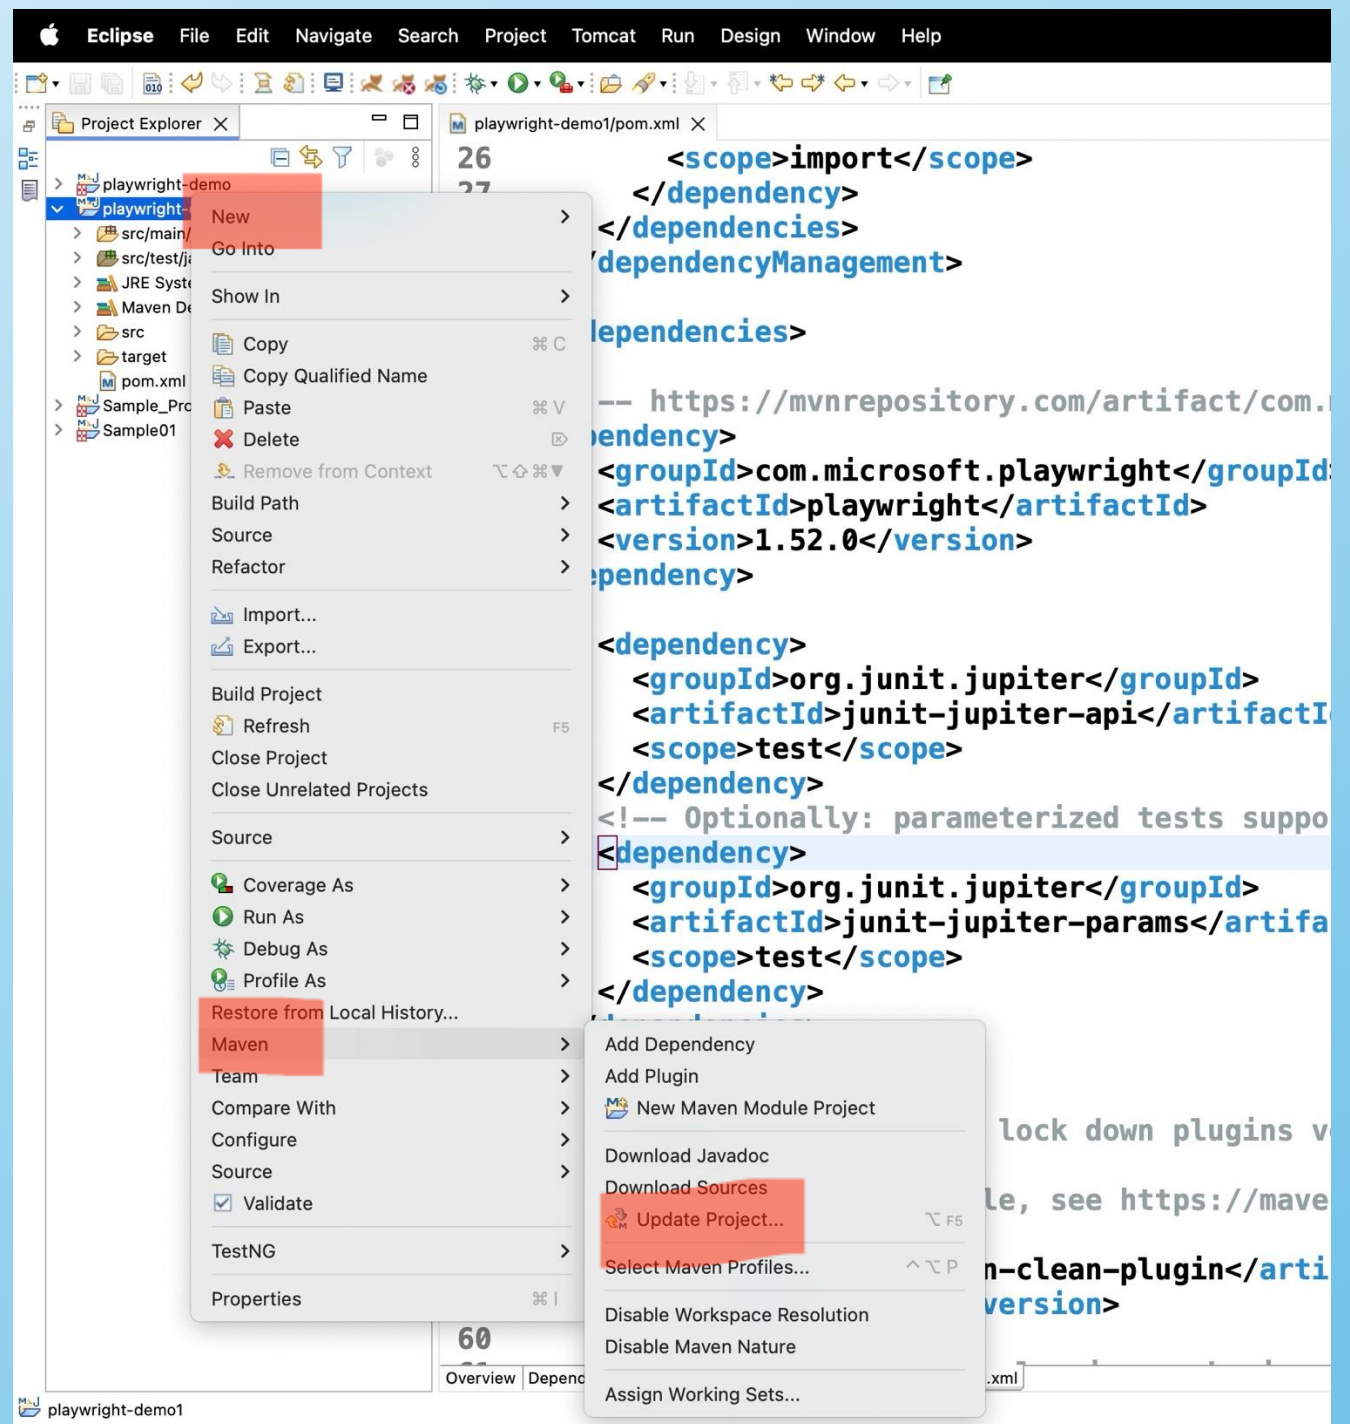 Eclipse File Edit Navigate Search Project Tomcat Run Design Window Help
Project Explorer
playwright-demo1/pom.xml
playwright-demo
playwright-
src/main/
src/test/ja
JRE Syste
Maven De
src
target
pom.xml
Sample_Pro
Sample01
New
Go Into
Show In
Copy ⌘ C
Copy Qualified Name
Paste ⌘ V
Delete
Remove from Context ⌥⇧⌘▼
Build Path
Source
Refactor
Import...
Export...
Build Project
Refresh F5
Close Project
Close Unrelated Projects
Source
Coverage As
Run As
Debug As
Profile As
Restore from Local History...
Maven
Team
Compare With
Configure
Source
Validate
TestNG
Properties ⌘ I
Add Dependency
Add Plugin
New Maven Module Project
Download Javadoc
Download Sources
Update Project... ⌥ F5
Select Maven Profiles... ^⌥ P
Disable Workspace Resolution
Disable Maven Nature
Assign Working Sets...
26 <scope>import</scope>
27 </dependency>
</dependencies>
/dependencyManagement>
dependencies>
-- https://mvnrepository.com/artifact/com.
pendency>
<groupId>com.microsoft.playwright</groupId>
<artifactId>playwright</artifactId>
<version>1.52.0</version>
ependency>
<dependency>
<groupId>org.junit.jupiter</groupId>
<artifactId>junit-jupiter-api</artifactI
<scope>test</scope>
</dependency>
<!-- Optionally: parameterized tests suppo
<dependency>
<groupId>org.junit.jupiter</groupId>
<artifactId>junit-jupiter-params</artifa
<scope>test</scope>
</dependency>
lock down plugins v
le, see https://mave
n-clean-plugin</arti
version>
60
Overview Depend .xml
playwright-demo1